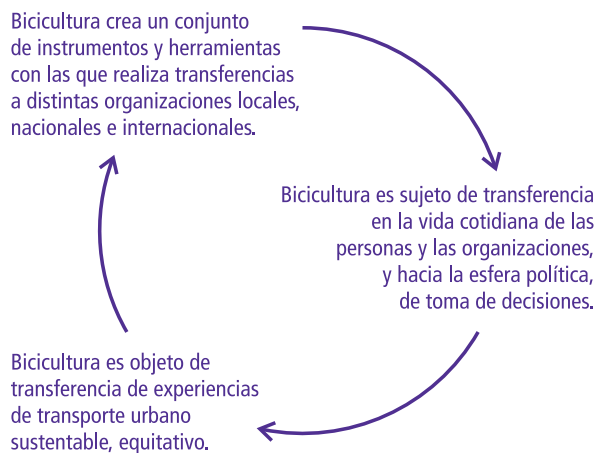 Bicicultura crea un conjunto
de instrumentos y herramientas
con las que realiza transferencias
a distintas organizaciones locales,
nacionales e internacionales.
Bicicultura es sujeto de transferencia
en la vida cotidiana de las
personas y las organizaciones,
y hacia la esfera política,
de toma de decisiones.
Bicicultura es objeto de
transferencia de experiencias
de transporte urbano
sustentable, equitativo.